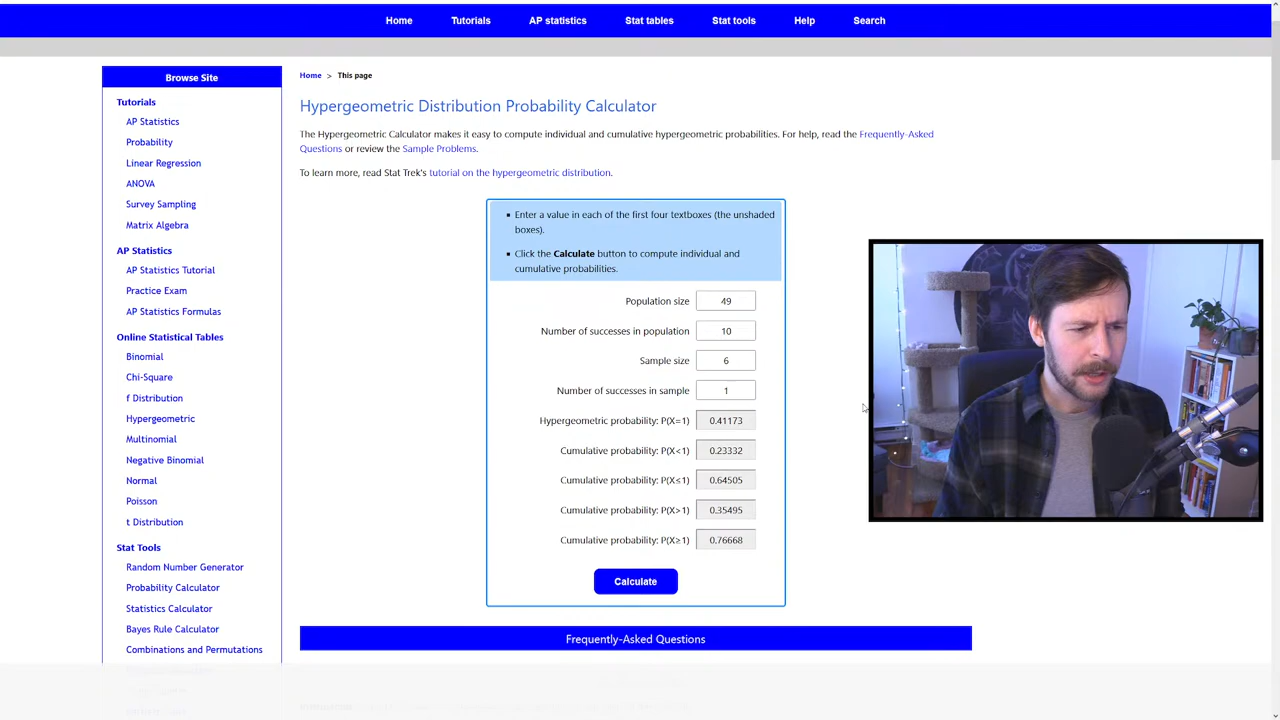 Home Tutorials AP statistics Stat tables Stat tools Help Search
Browse Site
Tutorials
AP Statistics
Probability
Linear Regression
ANOVA
Survey Sampling
Matrix Algebra
AP Statistics
AP Statistics Tutorial
Practice Exam
AP Statistics Formulas
Online Statistical Tables
Binomial
Chi-Square
f Distribution
Hypergeometric
Multinomial
Negative Binomial
Normal
Poisson
t Distribution
Stat Tools
Random Number Generator
Probability Calculator
Statistics Calculator
Bayes Rule Calculator
Combinations and Permutations
Home > This page
Hypergeometric Distribution Probability Calculator
The Hypergeometric Calculator makes it easy to compute individual and cumulative hypergeometric probabilities. For help, read the Frequently-Asked
Questions or review the Sample Problems.
To learn more, read Stat Trek's tutorial on the hypergeometric distribution.
▪ Enter a value in each of the first four textboxes (the unshaded
boxes).
▪ Click the Calculate button to compute individual and
cumulative probabilities.
Population size 49
Number of successes in population 10
Sample size 6
Number of successes in sample 1
Hypergeometric probability: P(X=1) 0.41173
Cumulative probability: P(X<1) 0.23332
Cumulative probability: P(X≤1) 0.64505
Cumulative probability: P(X>1) 0.35495
Cumulative probability: P(X≥1) 0.76668
Calculate
Frequently-Asked Questions